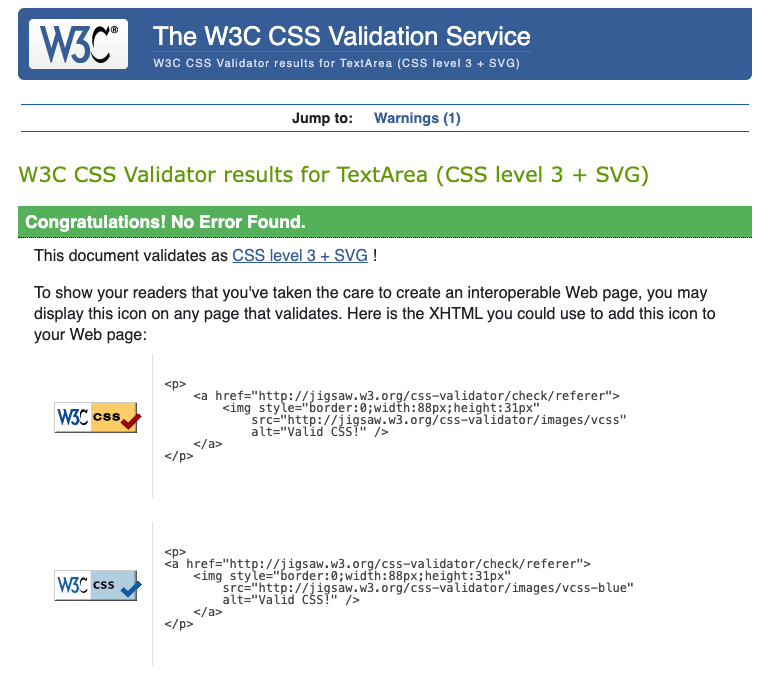 W3C® The W3C CSS Validation Service
W3C CSS Validator results for TextArea (CSS level 3 + SVG)
Jump to: Warnings (1)
W3C CSS Validator results for TextArea (CSS level 3 + SVG)
Congratulations! No Error Found.
This document validates as CSS level 3 + SVG !
To show your readers that you've taken the care to create an interoperable Web page, you may
display this icon on any page that validates. Here is the XHTML you could use to add this icon to
your Web page:
W3C css
<p>
    <a href="http://jigsaw.w3.org/css-validator/check/referer">
        <img style="border:0;width:88px;height:31px"
            src="http://jigsaw.w3.org/css-validator/images/vcss"
            alt="Valid CSS!" />
    </a>
</p>
W3C css
<p>
<a href="http://jigsaw.w3.org/css-validator/check/referer">
    <img style="border:0;width:88px;height:31px"
        src="http://jigsaw.w3.org/css-validator/images/vcss-blue"
        alt="Valid CSS!" />
    </a>
</p>